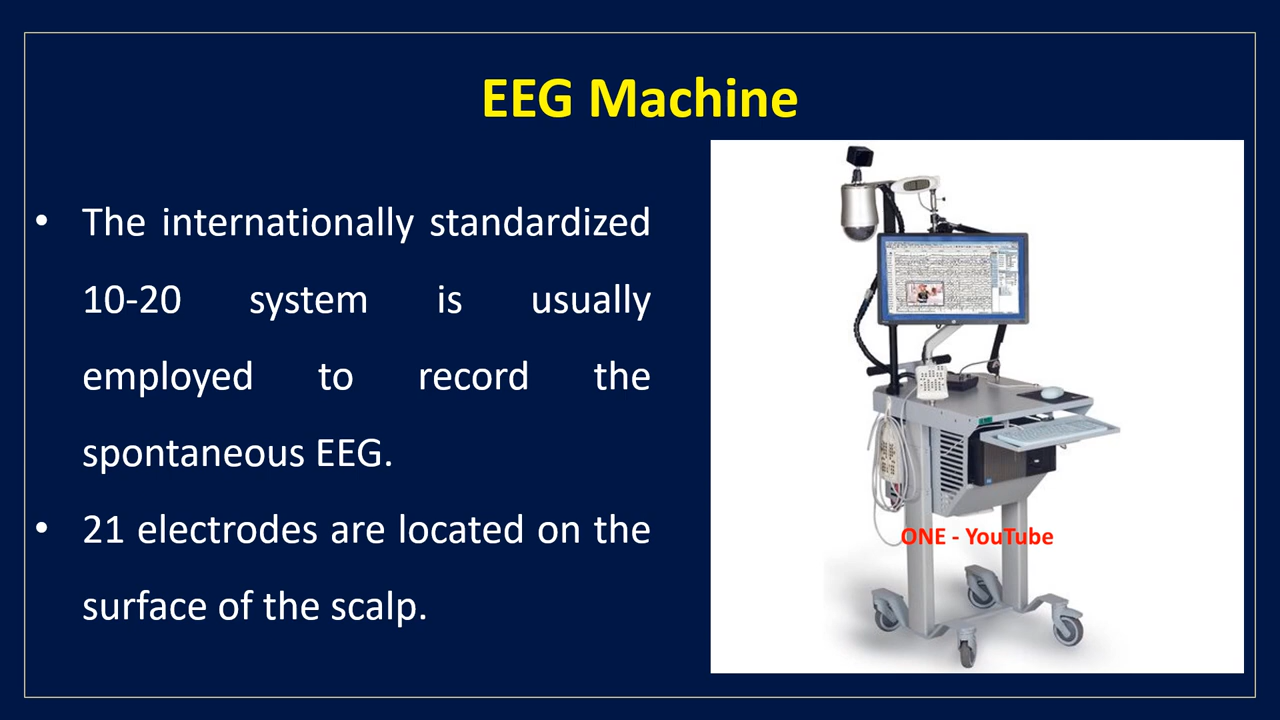 EEG Machine
• The internationally standardized
10-20 system is usually
employed to record the
spontaneous EEG.
• 21 electrodes are located on the
surface of the scalp.
ONE - YouTube